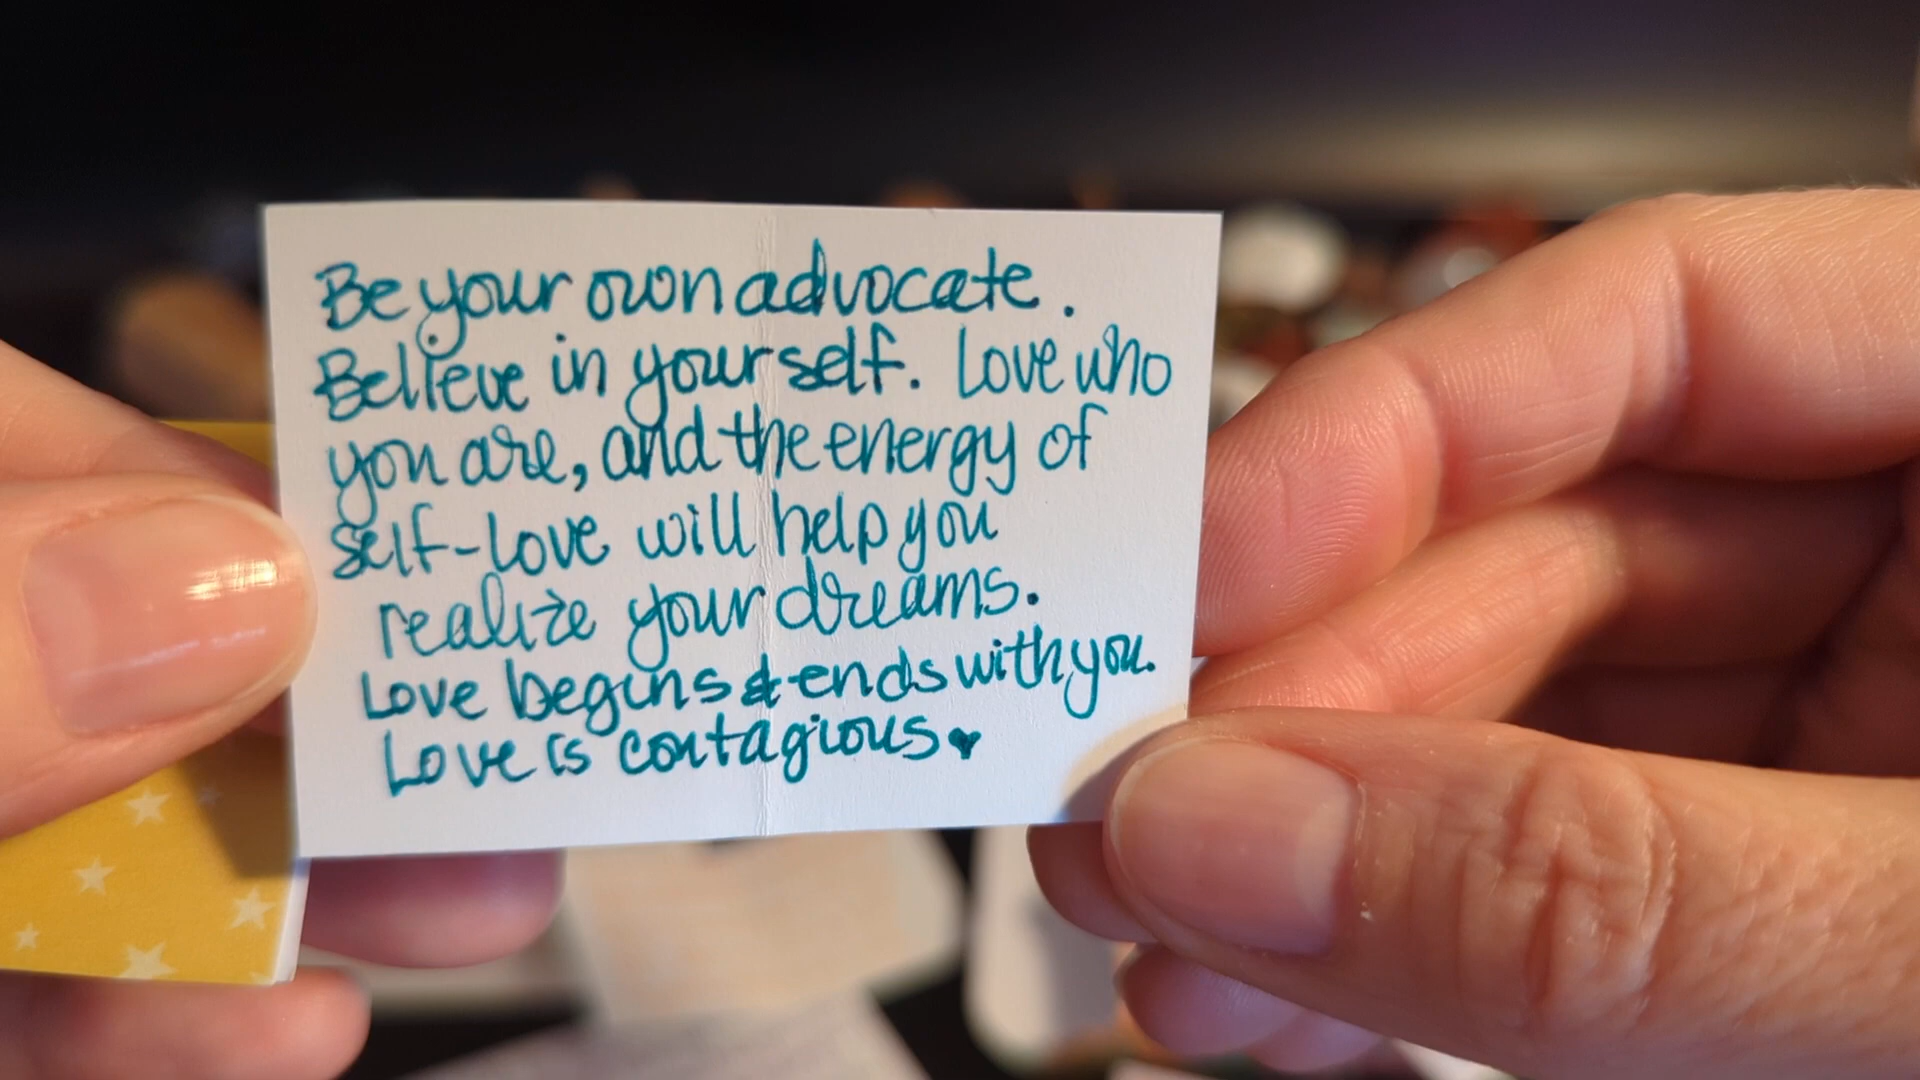 Be your own advocate.
Believe in yourself. Love who
you are, and the energy of
self-love will help you
realize your dreams.
Love begins & ends with you.
Love is contagious ♥